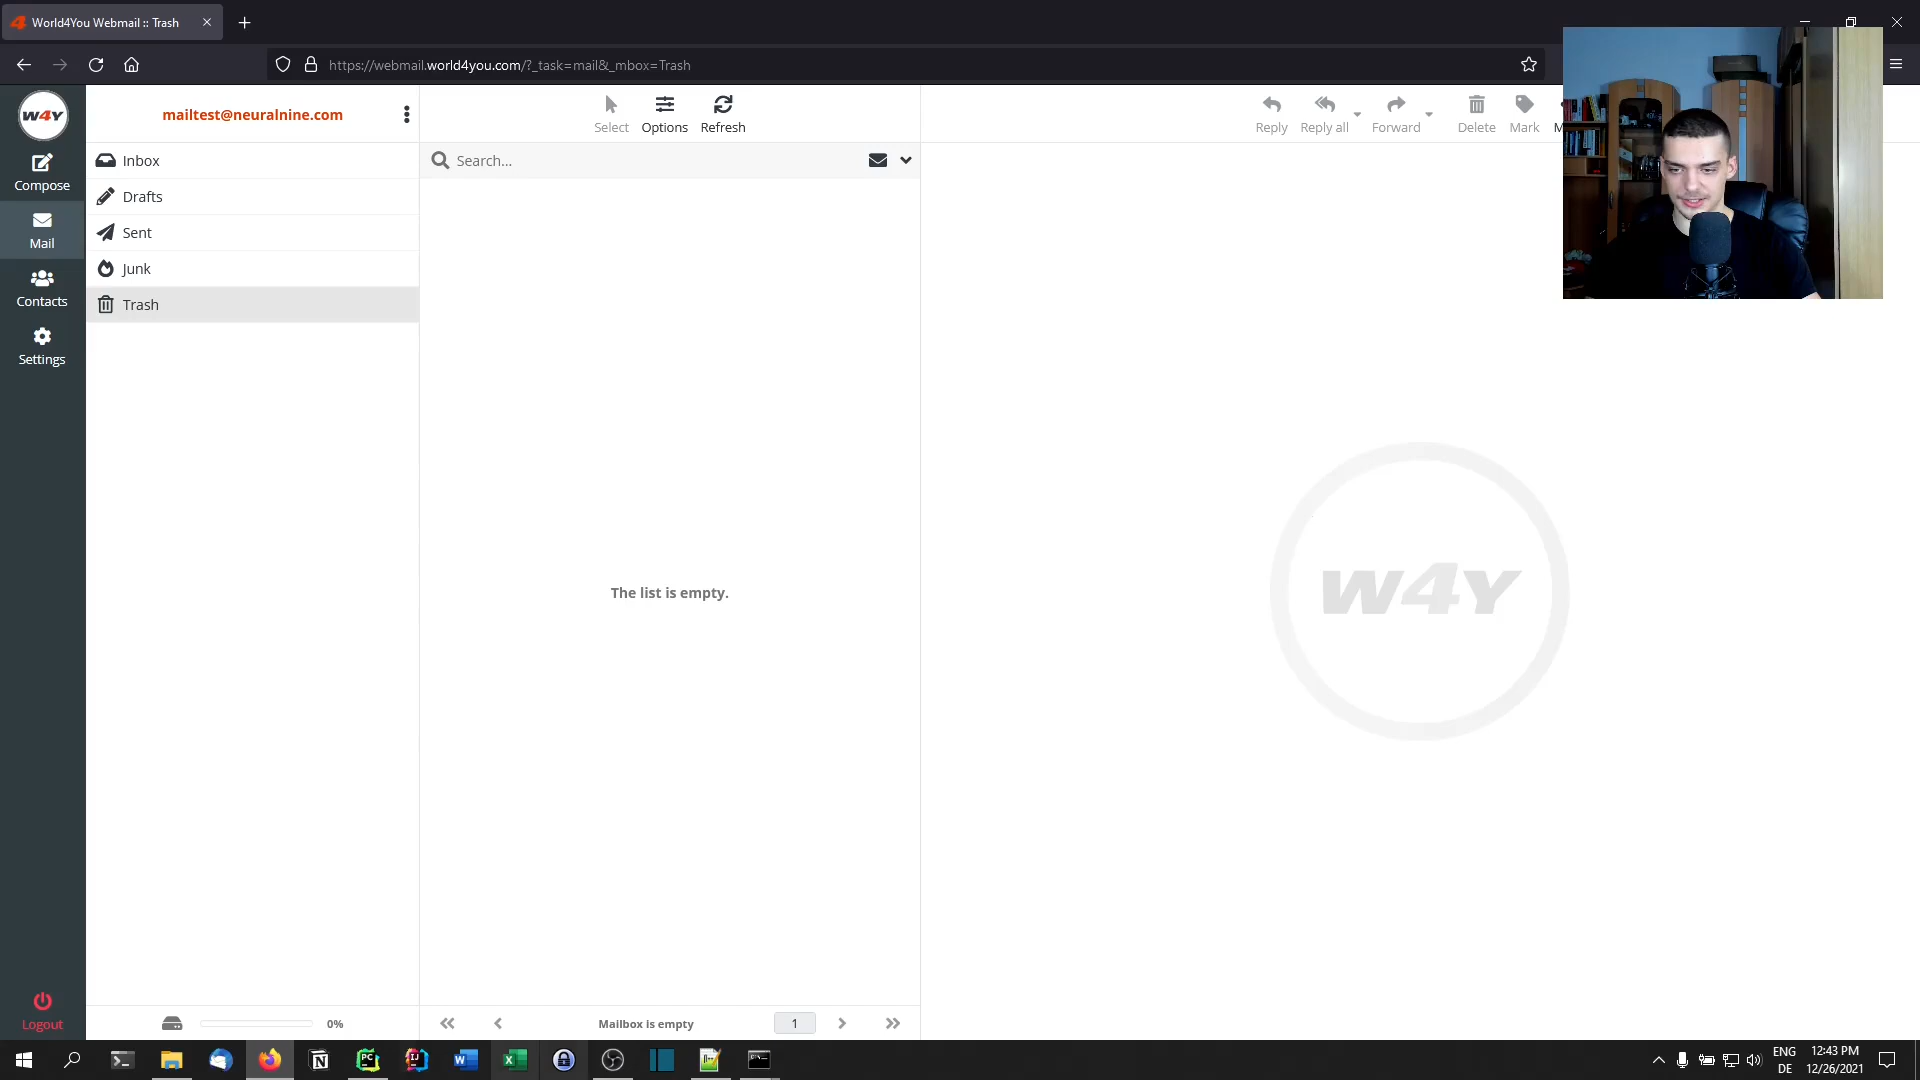 World4You Webmail :: Trash
https://webmail.world4you.com/?_task=mail&_mbox=Trash
W4Y
Compose
Mail
Contacts
Settings
Logout
mailtest@neuralnine.com
Inbox
Drafts
Sent
Junk
Trash
0%
Select
Options
Refresh
Search...
The list is empty.
Mailbox is empty
1
Reply
Reply all
Forward
Delete
Mark
M
W4Y
ENG
DE
12:43 PM
12/26/2021